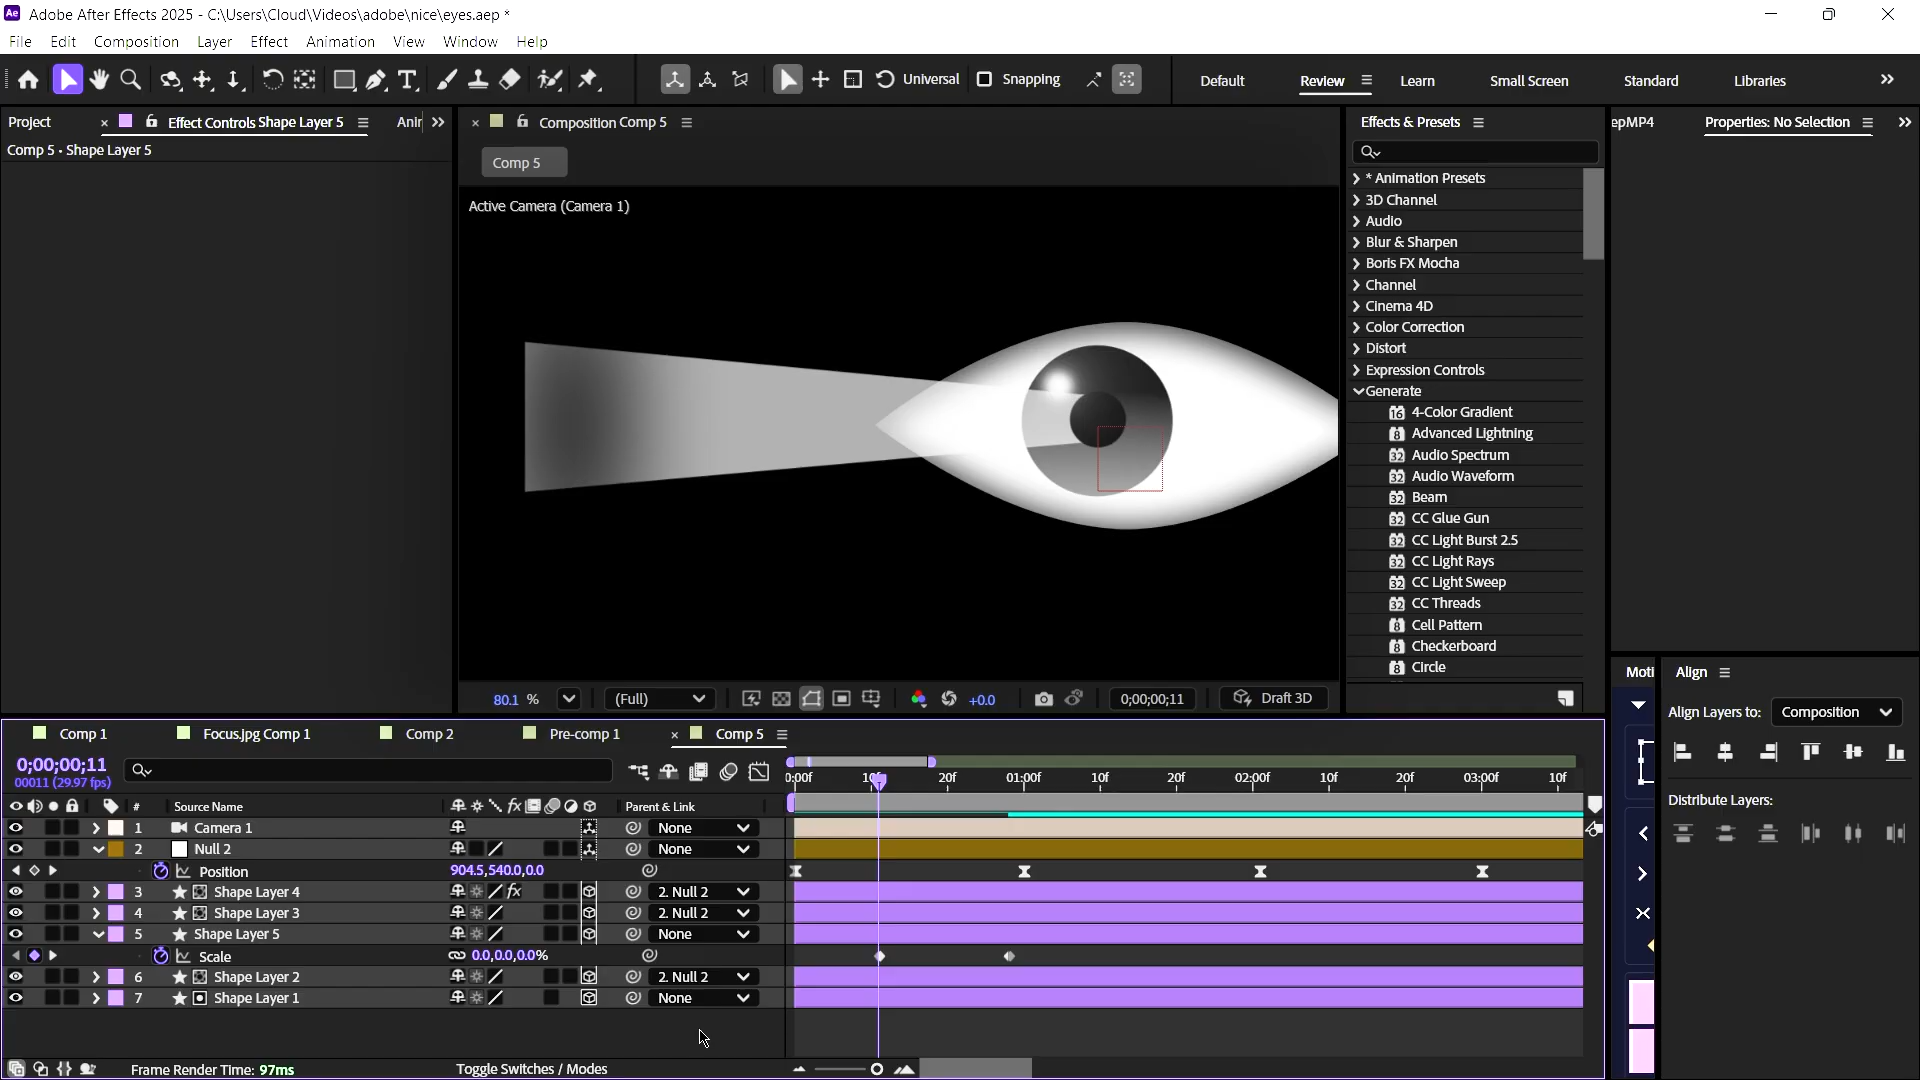 Adobe After Effects 2025 - C:\Users\Cloud\Videos\adobe\nice\eyes.aep *
File Edit Composition Layer Effect Animation View Window Help
Universal Snapping Default Review Learn Small Screen Standard Libraries
Project Effect Controls Shape Layer 5 Anir
Comp 5 • Shape Layer 5
Composition Comp 5
Comp 5
Active Camera (Camera 1)
80.1 % (Full) +0.0 0;00;00;11 Draft 3D
Effects & Presets
* Animation Presets
3D Channel
Audio
Blur & Sharpen
Boris FX Mocha
Channel
Cinema 4D
Color Correction
Distort
Expression Controls
Generate
4-Color Gradient
Advanced Lightning
Audio Spectrum
Audio Waveform
Beam
CC Glue Gun
CC Light Burst 2.5
CC Light Rays
CC Light Sweep
CC Threads
Cell Pattern
Checkerboard
Circle
epMP4 Properties: No Selection
Moti Align
Align Layers to: Composition
Distribute Layers:
Comp 1 Focus.jpg Comp 1 Comp 2 Pre-comp 1 Comp 5
0;00;00;11
00011 (29.97 fps)
0:00f 10f 20f 01:00f 10f 20f 02:00f 10f 20f 03:00f 10f
# Source Name Parent & Link
1 Camera 1 None
2 Null 2 None
Position 904.5,540.0,0.0
3 Shape Layer 4 2. Null 2
4 Shape Layer 3 2. Null 2
5 Shape Layer 5 None
Scale 0.0,0.0,0.0%
6 Shape Layer 2 2. Null 2
7 Shape Layer 1 None
Frame Render Time: 97ms Toggle Switches / Modes